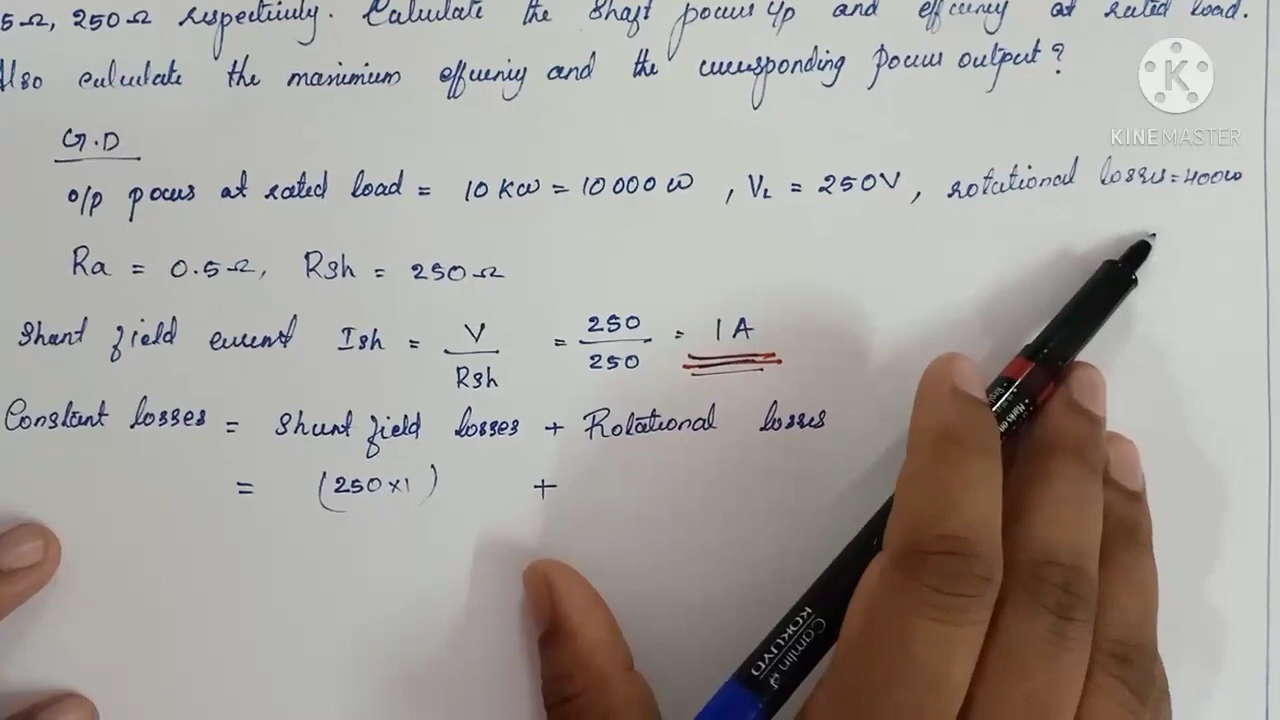 5Ω, 250Ω respectively. Calculate the shaft power i/p and efficiency at rated load.
Also calculate the maximum efficiency and the corresponding power output?
G.D
o/p power at rated load = 10 kw = 10000 w , VL = 250V , rotational losses = 400w
Ra = 0.5Ω, Rsh = 250Ω
Shunt field current Ish = V/Rsh = 250/250 = 1A
Constant losses = Shunt field losses + Rotational losses
= (250×1) +
K
KINEMASTER
Camlin
KOKUYO